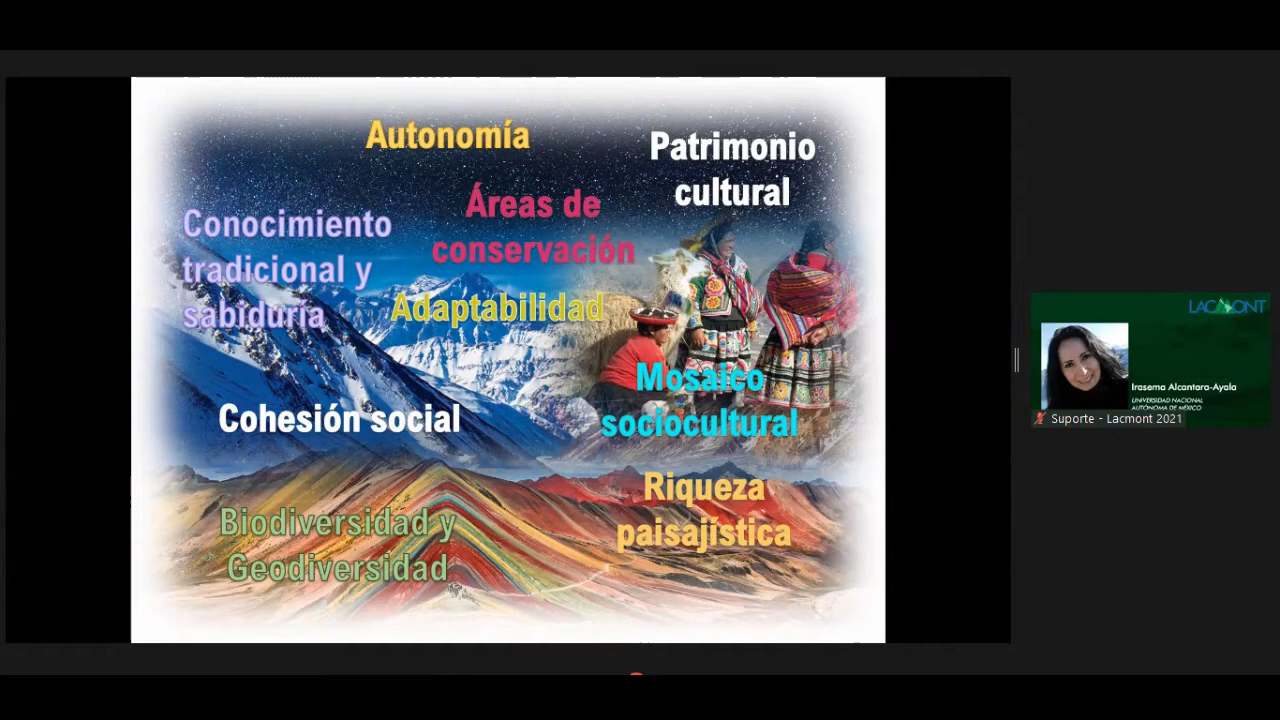 Autonomía
Patrimonio
cultural
Áreas de
conservación
Conocimiento
tradicional y
sabiduría
Adaptabilidad
Mosaico
sociocultural
Cohesión social
Riqueza
paisajística
Biodiversidad y
Geodiversidad
LACMONT
Irasema Alcantara-Ayala
UNIVERSIDAD NACIONAL
AUTÓNOMA DE MÉXICO
Suporte - Lacmont 2021